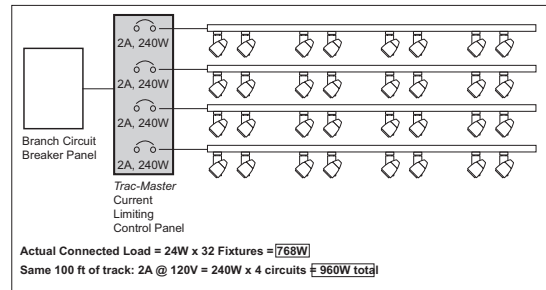 2A, 240W
2A, 240W
2A, 240W
2A, 240W
Branch Circuit
Breaker Panel
Trac-Master
Current
Limiting
Control Panel
Actual Connected Load = 24W x 32 Fixtures = 768W
Same 100 ft of track: 2A @ 120V = 240W x 4 circuits = 960W total